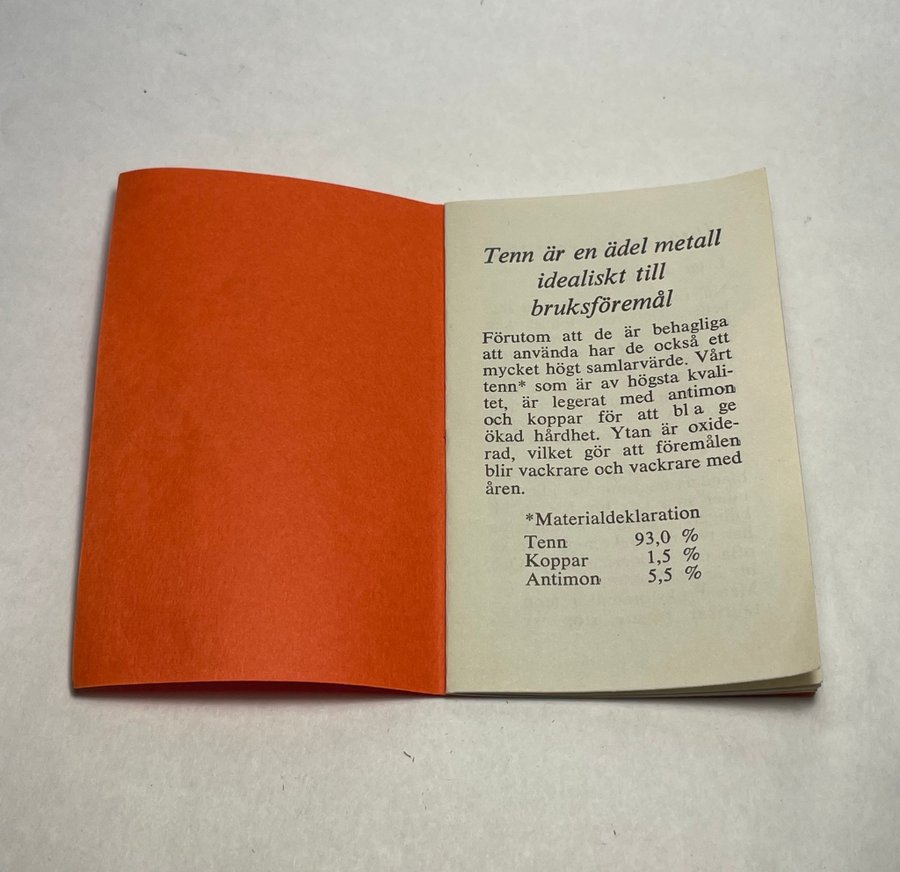 Tenn är en ädel metall
idealiskt till
bruksföremål
Förutom att de är behagliga
att använda har de också ett
mycket högt samlarvärde. Vårt
tenn* som är av högsta kvali-
tet, är legerat med antimon
och koppar för att bl a ge
ökad hårdhet. Ytan är oxide-
rad, vilket gör att föremålen
blir vackrare och vackrare med
åren.
*Materialdeklaration
Tenn 93,0 %
Koppar 1,5 %
Antimon 5,5 %